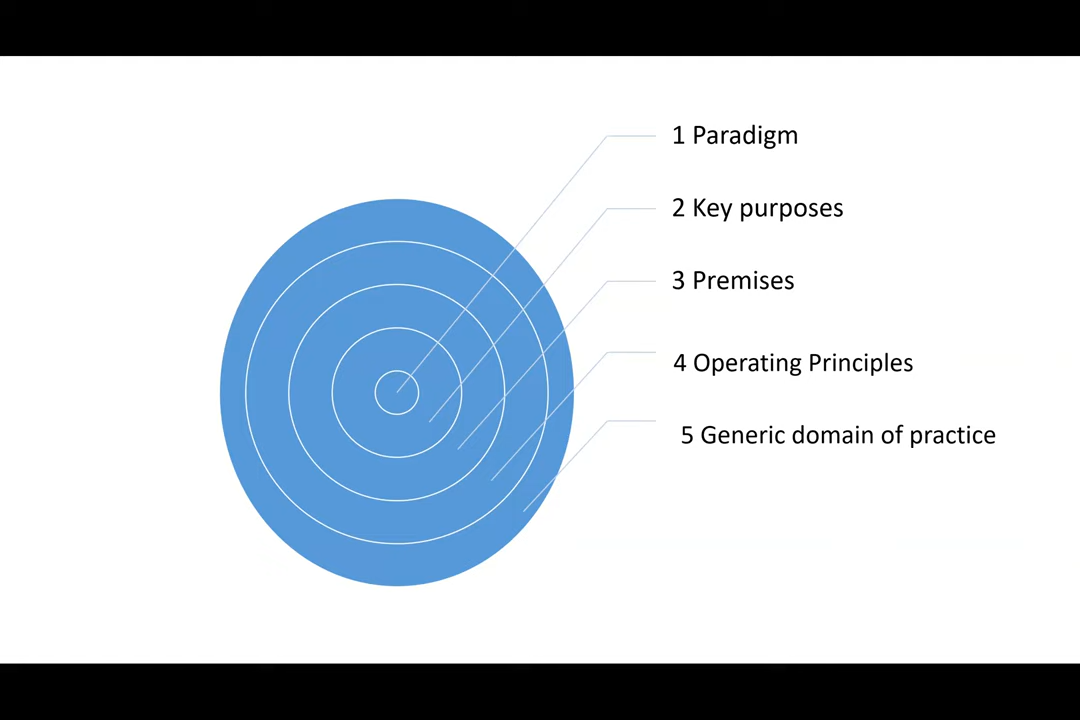 1 Paradigm
2 Key purposes
3 Premises
4 Operating Principles
5 Generic domain of practice